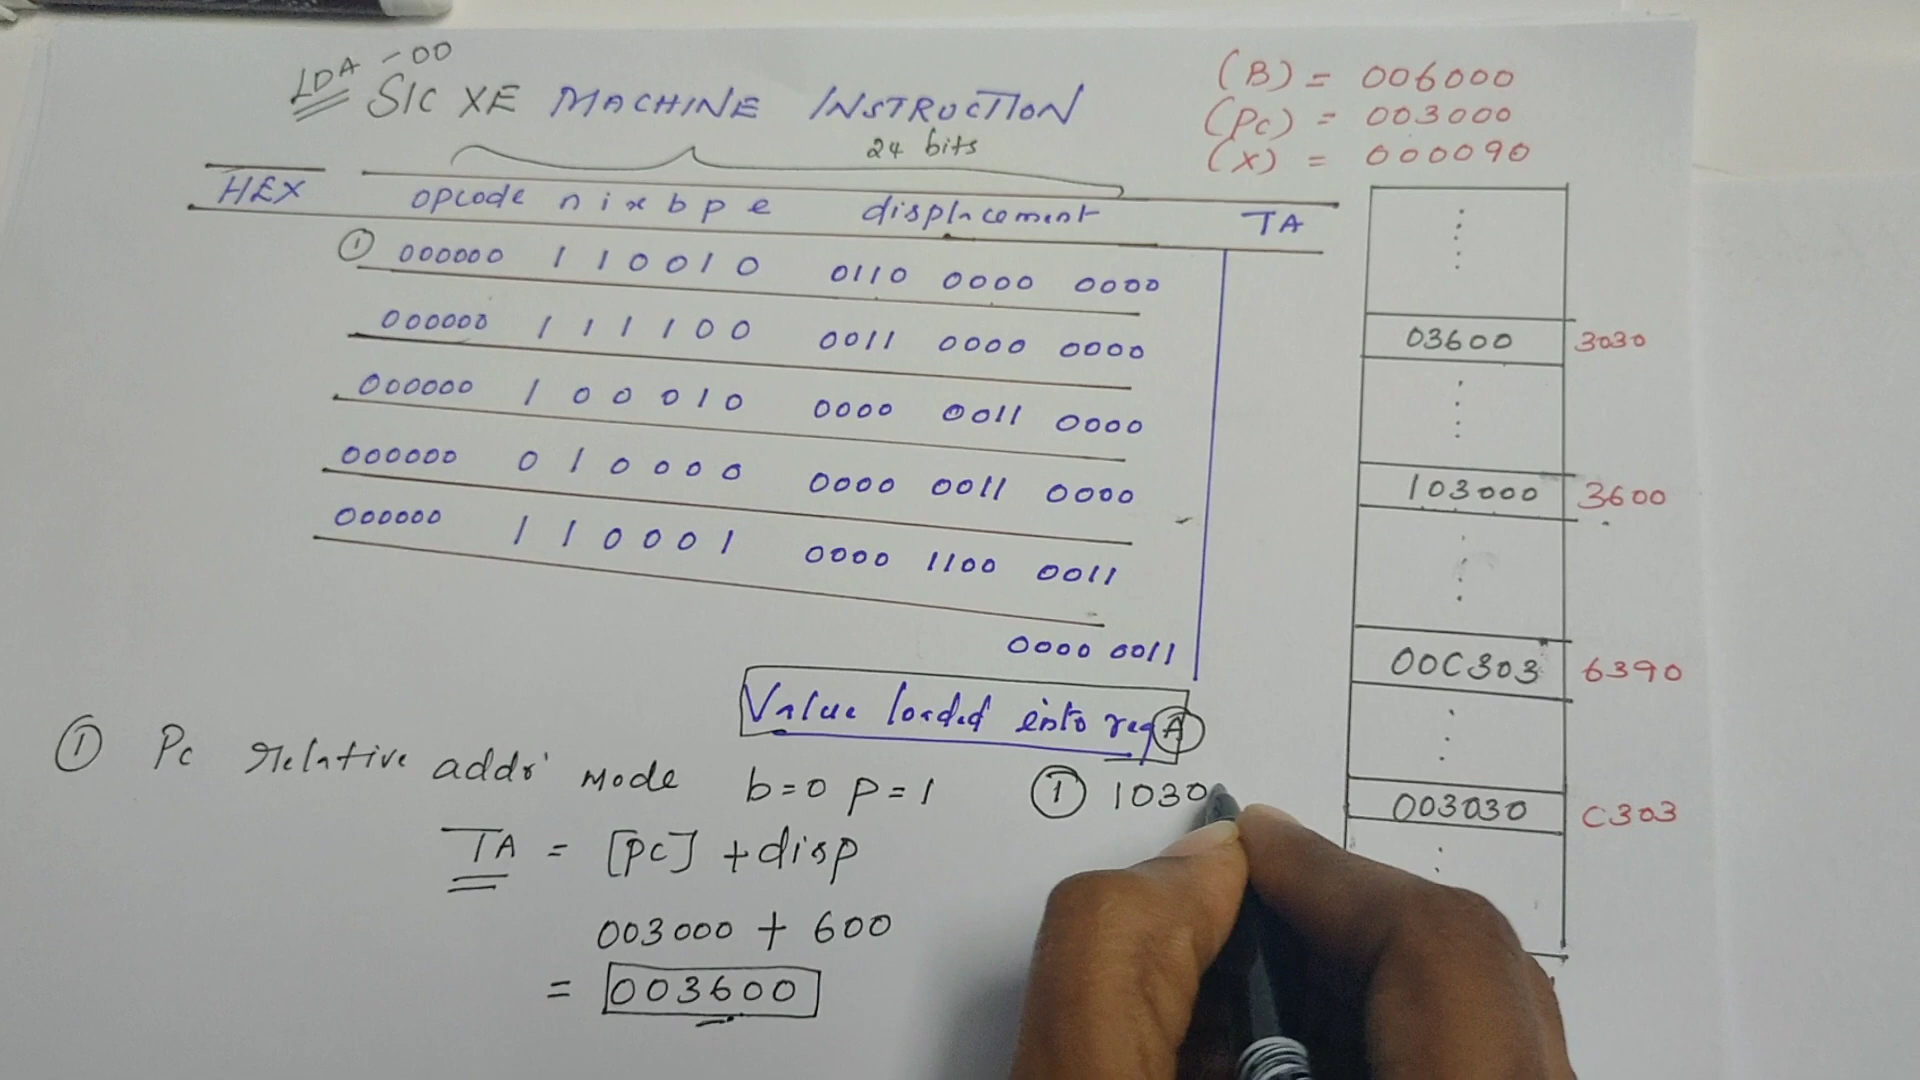 LDA - 00
SIC XE MACHINE INSTRUCTION
24 bits
(B) = 006000
(PC) = 003000
(X) = 000090
HEX opcode n i x b p e displacement TA
① 000000 1 1 0 0 1 0 0110 0000 0000
000000 1 1 1 1 0 0 0011 0000 0000
000000 1 0 0 0 1 0 0000 0011 0000
000000 0 1 0 0 0 0 0000 0011 0000
000000 1 1 0 0 0 1 0000 1100 0011
0000 0011
03600 3030
103000 3600
00C303 6390
003030 C303
Value loaded into reg A
① Pc relative addr' mode b=0 p=1
TA = [PC] + disp
003000 + 600
= 003600
① 1030